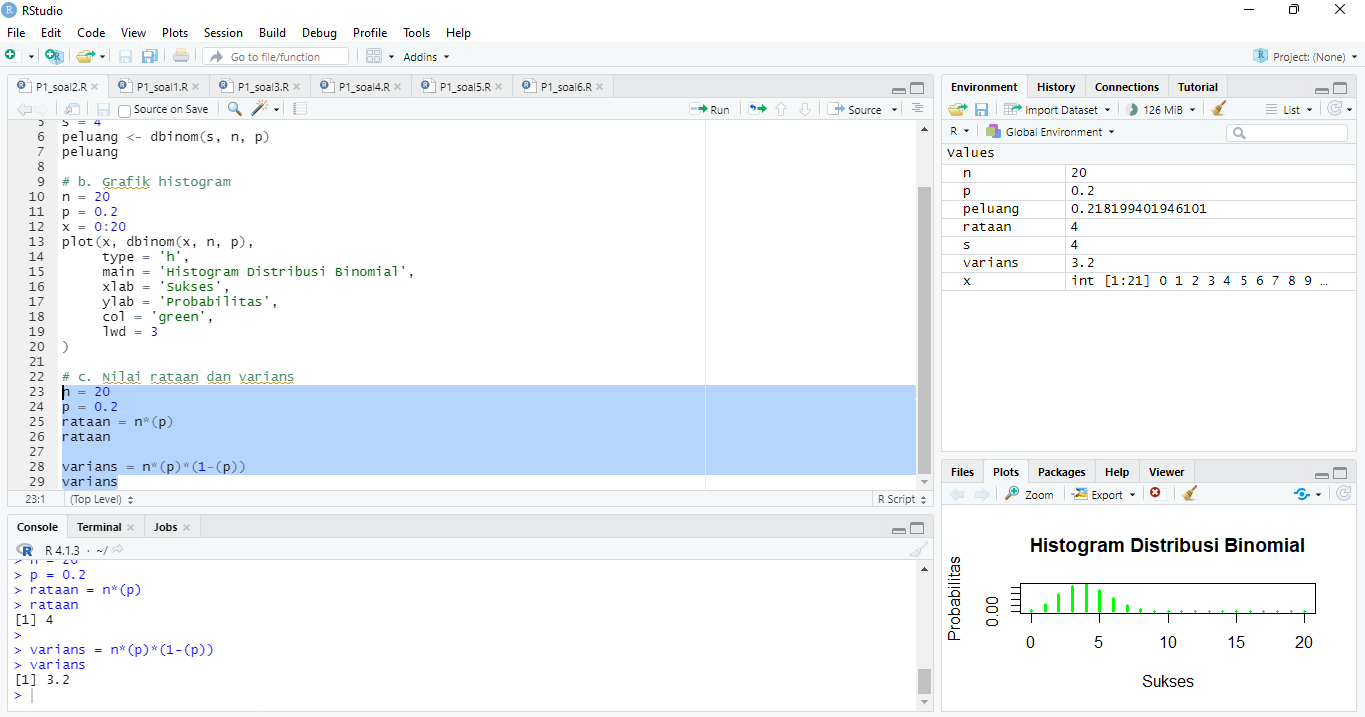 RStudio
File Edit Code View Plots Session Build Debug Profile Tools Help
Go to file/function Addins Project: (None)
P1_soal2.R P1_soal1.R P1_soal3.R P1_soal4.R P1_soal5.R P1_soal6.R
Source on Save Run Source
5 s = 4
6 peluang <- dbinom(s, n, p)
7 peluang
8
9 # b. Grafik histogram
10 n = 20
11 p = 0.2
12 x = 0:20
13 plot(x, dbinom(x, n, p),
14 type = 'h',
15 main = 'Histogram Distribusi Binomial',
16 xlab = 'Sukses',
17 ylab = 'Probabilitas',
18 col = 'green',
19 lwd = 3
20 )
21
22 # c. Nilai rataan dan varians
23 n = 20
24 p = 0.2
25 rataan = n*(p)
26 rataan
27
28 varians = n*(p)*(1-(p))
29 varians
23:1 (Top Level) R Script
Console Terminal Jobs
R 4.1.3 · ~/
> n = 20
> p = 0.2
> rataan = n*(p)
> rataan
[1] 4
>
> varians = n*(p)*(1-(p))
> varians
[1] 3.2
>
Environment History Connections Tutorial
Import Dataset 126 MiB List
R Global Environment
Values
n 20
p 0.2
peluang 0.218199401946101
rataan 4
s 4
varians 3.2
x int [1:21] 0 1 2 3 4 5 6 7 8 9 …
Files Plots Packages Help Viewer
Zoom Export
Histogram Distribusi Binomial
Probabilitas
0.00
0 5 10 15 20
Sukses